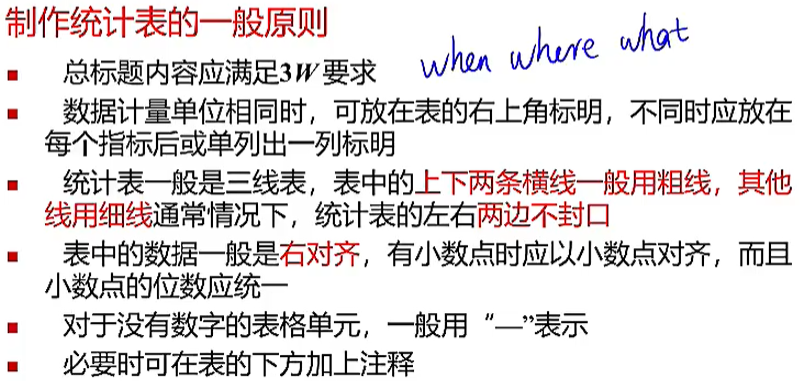 制作统计表的一般原则
总标题内容应满足3W要求
when where what
数据计量单位相同时，可放在表的右上角标明，不同时应放在
每个指标后或单列出一列标明
统计表一般是三线表，表中的上下两条横线一般用粗线，其他
线用细线通常情况下，统计表的左右两边不封口
表中的数据一般是右对齐，有小数点时应以小数点对齐，而且
小数点的位数应统一
对于没有数字的表格单元，一般用“—”表示
必要时可在表的下方加上注释